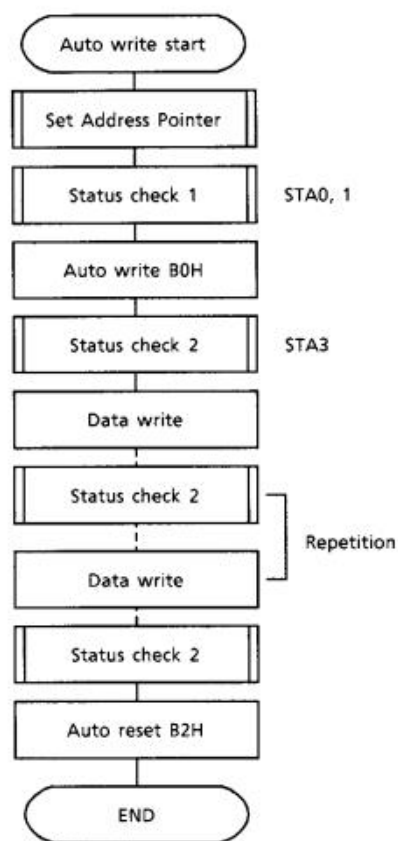 Auto write start
Set Address Pointer
Status check 1
STA0, 1
Auto write B0H
Status check 2
STA3
Data write
Status check 2
Repetition
Data write
Status check 2
Auto reset B2H
END